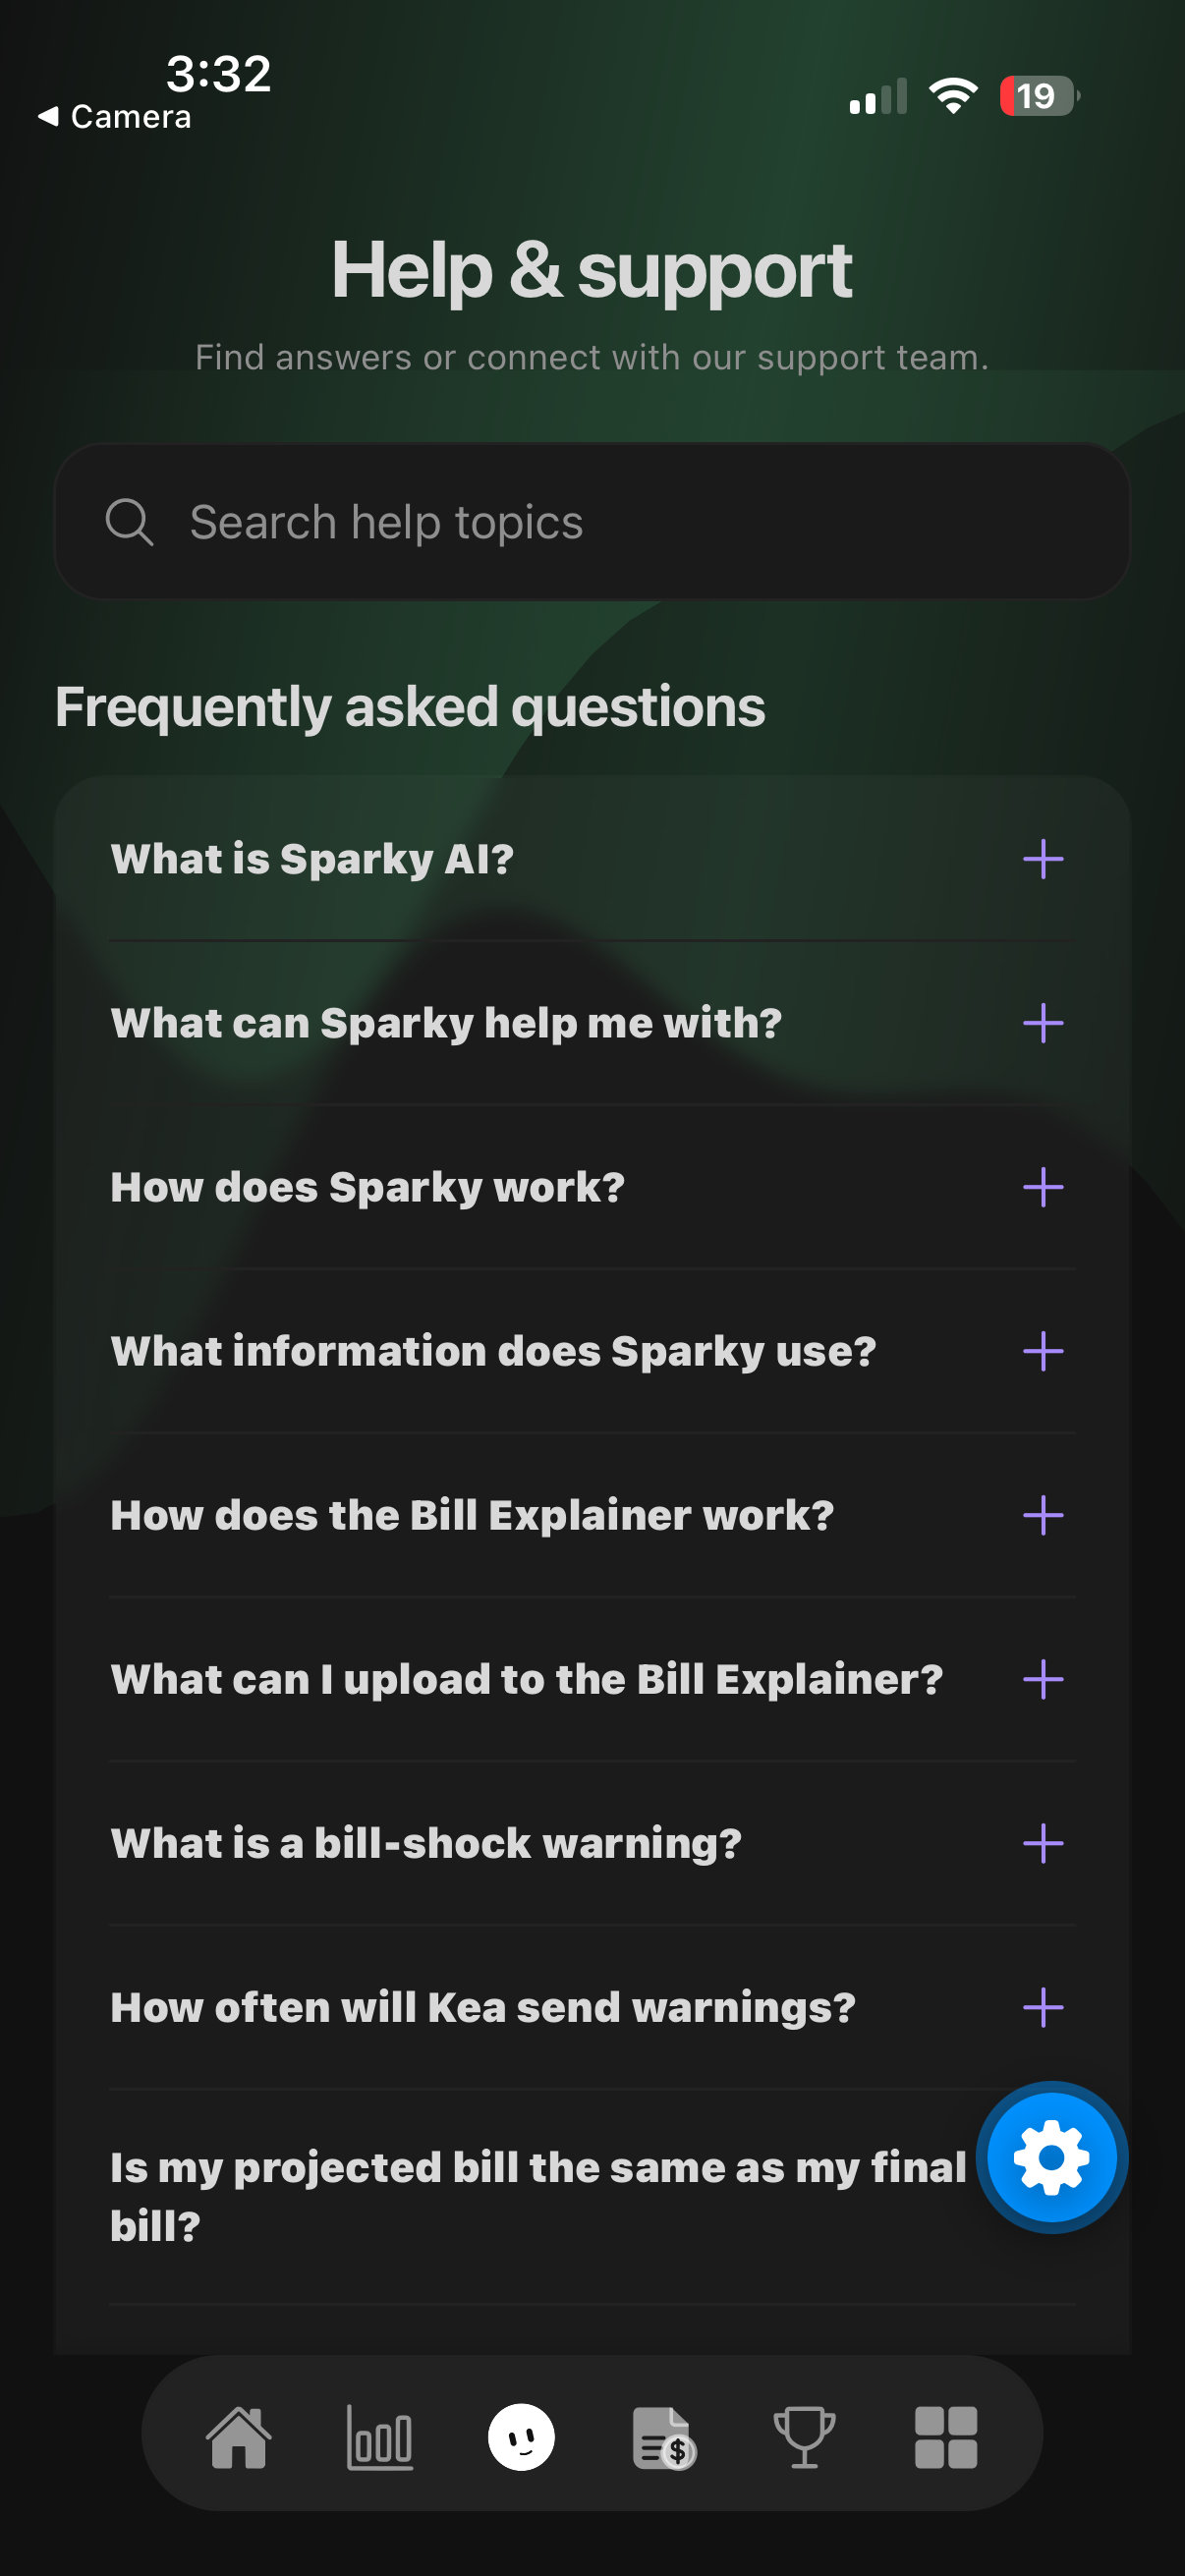 3:32
◀ Camera
19
Help & support
Find answers or connect with our support team.
Search help topics
Frequently asked questions
What is Sparky AI?
What can Sparky help me with?
How does Sparky work?
What information does Sparky use?
How does the Bill Explainer work?
What can I upload to the Bill Explainer?
What is a bill-shock warning?
How often will Kea send warnings?
Is my projected bill the same as my final
bill?
$